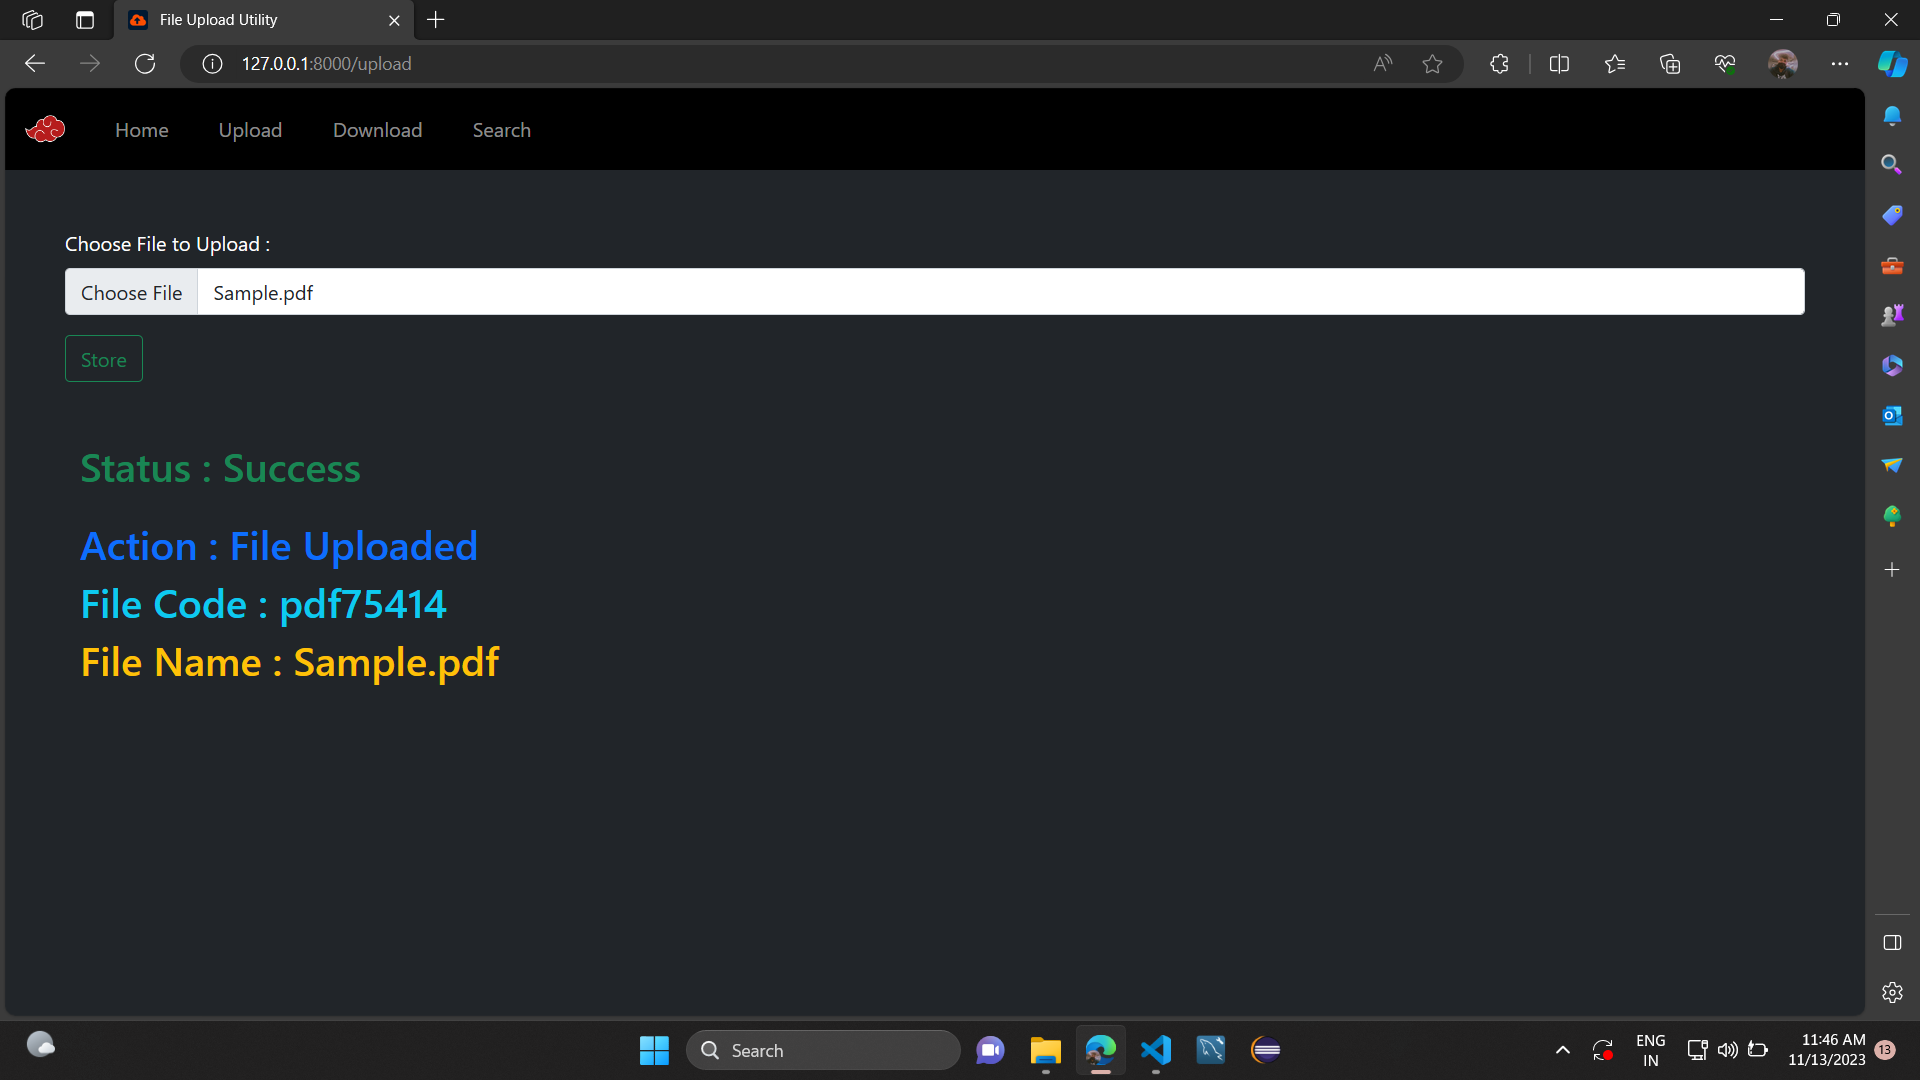 File Upload Utility
127.0.0.1:8000/upload
Home Upload Download Search
Choose File to Upload :
Choose File Sample.pdf
Store
Status : Success
Action : File Uploaded
File Code : pdf75414
File Name : Sample.pdf
Search
ENG
IN
11:46 AM
11/13/2023
13